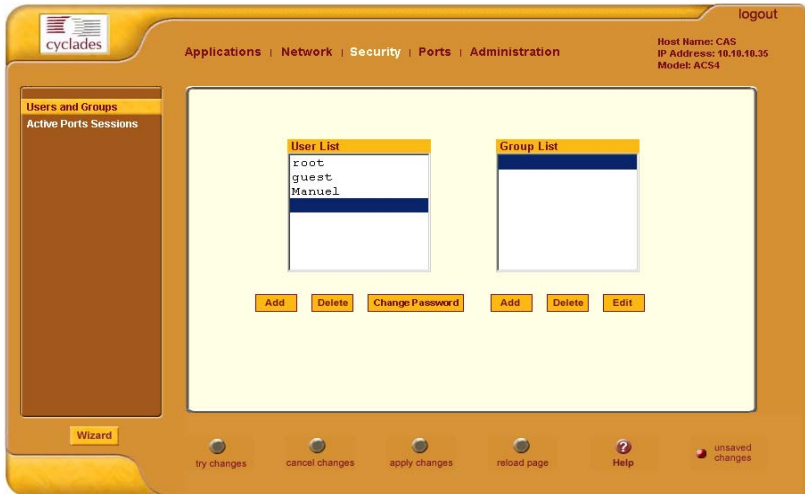 logout
cyclades
Applications | Network | Security | Ports | Administration
Host Name: CAS
IP Address: 10.10.10.35
Model: ACS4
Users and Groups
Active Ports Sessions
User List
root
guest
Manuel
Group List
Add
Delete
Change Password
Add
Delete
Edit
Wizard
try changes
cancel changes
apply changes
reload page
?
Help
unsaved
changes